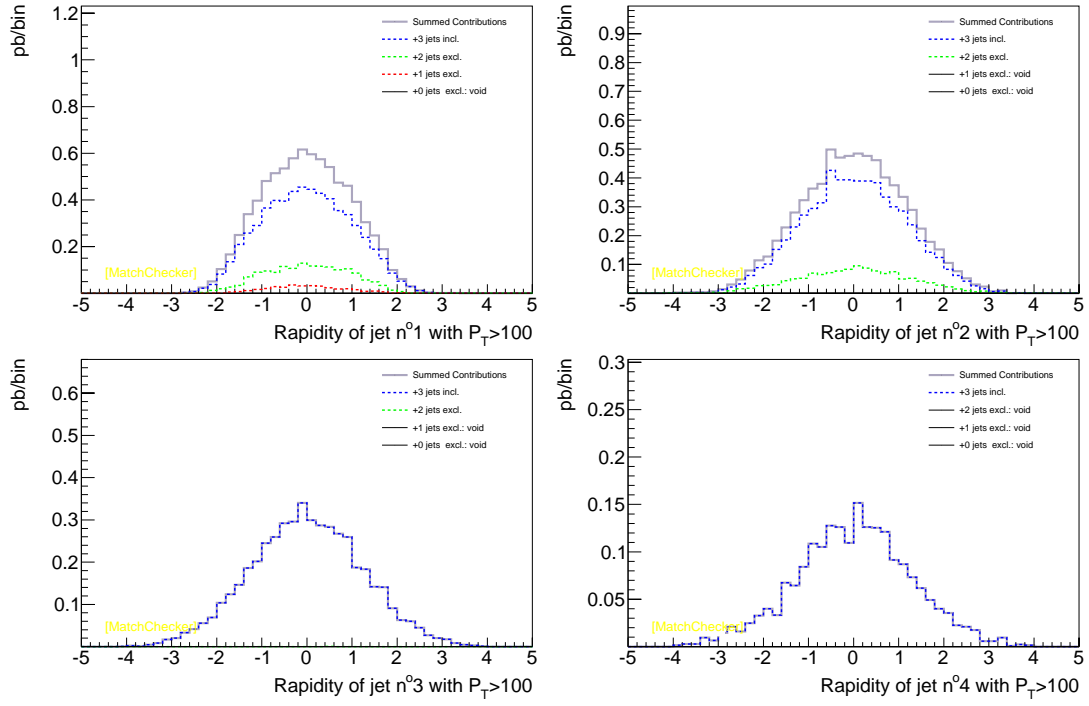 pb/bin
1.2
1
0.8
0.6
0.4
0.2
Summed Contributions
+3 jets incl.
+2 jets excl.
+1 jets excl.
+0 jets excl.: void
[MatchChecker]
-5 -4 -3 -2 -1 0 1 2 3 4 5
Rapidity of jet nº1 with P_T>100
pb/bin
0.9
0.8
0.7
0.6
0.5
0.4
0.3
0.2
0.1
Summed Contributions
+3 jets incl.
+2 jets excl.
+1 jets excl.: void
+0 jets excl.: void
[MatchChecker]
-5 -4 -3 -2 -1 0 1 2 3 4 5
Rapidity of jet nº2 with P_T>100
pb/bin
0.6
0.5
0.4
0.3
0.2
0.1
Summed Contributions
+3 jets incl.
+2 jets excl.
+1 jets excl.: void
+0 jets excl.: void
[MatchChecker]
-5 -4 -3 -2 -1 0 1 2 3 4 5
Rapidity of jet nº3 with P_T>100
pb/bin
0.3
0.25
0.2
0.15
0.1
0.05
Summed Contributions
+3 jets incl.
+2 jets excl.: void
+1 jets excl.: void
+0 jets excl.: void
[MatchChecker]
-5 -4 -3 -2 -1 0 1 2 3 4 5
Rapidity of jet nº4 with P_T>100